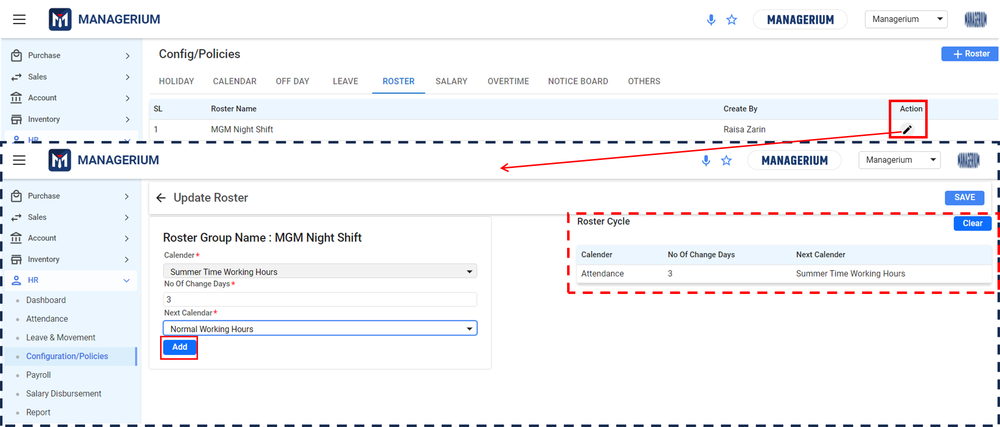 MANAGERIUM
MANAGERIUM
Managerium
MANAGERIUM
Purchase
Sales
Account
Inventory
HR
Config/Policies
+ Roster
HOLIDAY CALENDAR OFF DAY LEAVE ROSTER SALARY OVERTIME NOTICE BOARD OTHERS
SL Roster Name Create By Action
1 MGM Night Shift Raisa Zarin
MANAGERIUM
MANAGERIUM
Managerium
MANAGERIUM
Purchase
Sales
Account
Inventory
HR
Dashboard
Attendance
Leave & Movement
Configuration/Policies
Payroll
Salary Disbursement
Report
Update Roster
SAVE
Roster Group Name : MGM Night Shift
Calender*
Summer Time Working Hours
No Of Change Days*
3
Next Calendar*
Normal Working Hours
Add
Roster Cycle
Clear
Calender No Of Change Days Next Calender
Attendance 3 Summer Time Working Hours